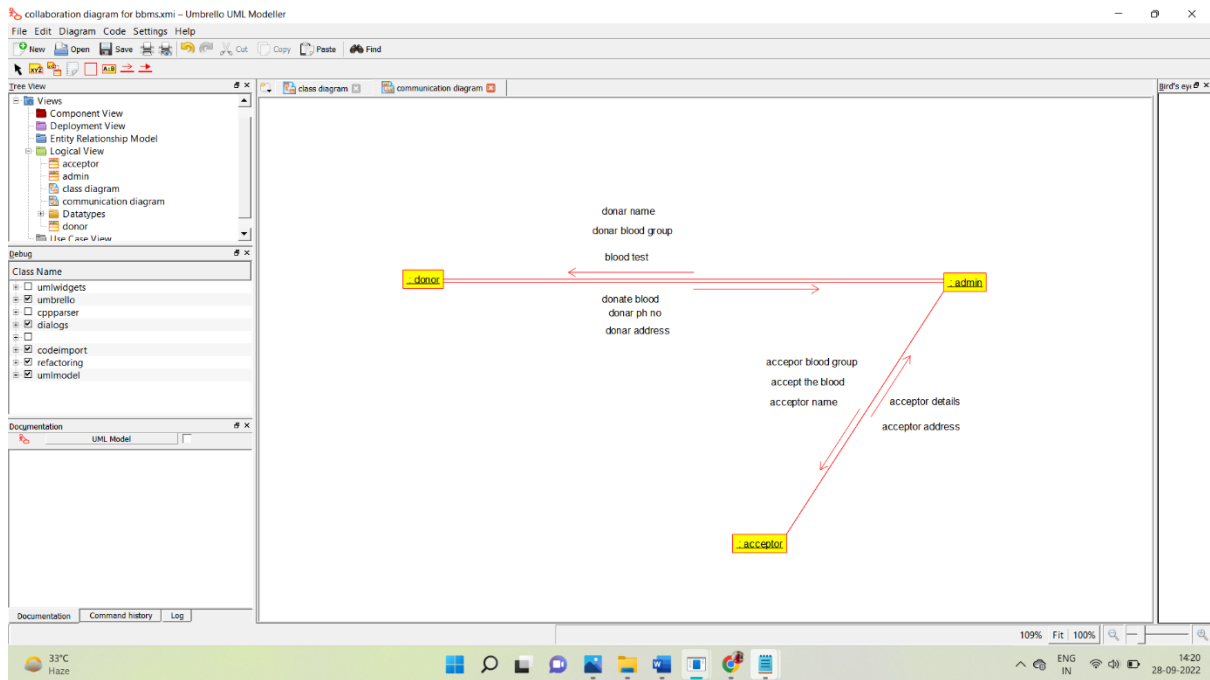 collaboration diagram for bbms.xmi – Umbrello UML Modeller
File Edit Diagram Code Settings Help
New Open Save Cut Copy Paste Find
xyz A:B
Tree View
class diagram communication diagram
Bird's eye
Views
Component View
Deployment View
Entity Relationship Model
Logical View
acceptor
admin
class diagram
communication diagram
Datatypes
donor
Use Case View
Debug
Class Name
umlwidgets
umbrello
cppparser
dialogs
codeimport
refactoring
umlmodel
Documentation
UML Model
Documentation Command history Log
donar name
donar blood group
blood test
: donor
: admin
donate blood
donar ph no
donar address
accepor blood group
accept the blood
acceptor name
acceptor details
acceptor address
: acceptor
109% Fit 100%
33°C
Haze
ENG
IN
14:20
28-09-2022